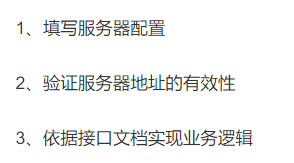 1、填写服务器配置
2、验证服务器地址的有效性
3、依据接口文档实现业务逻辑